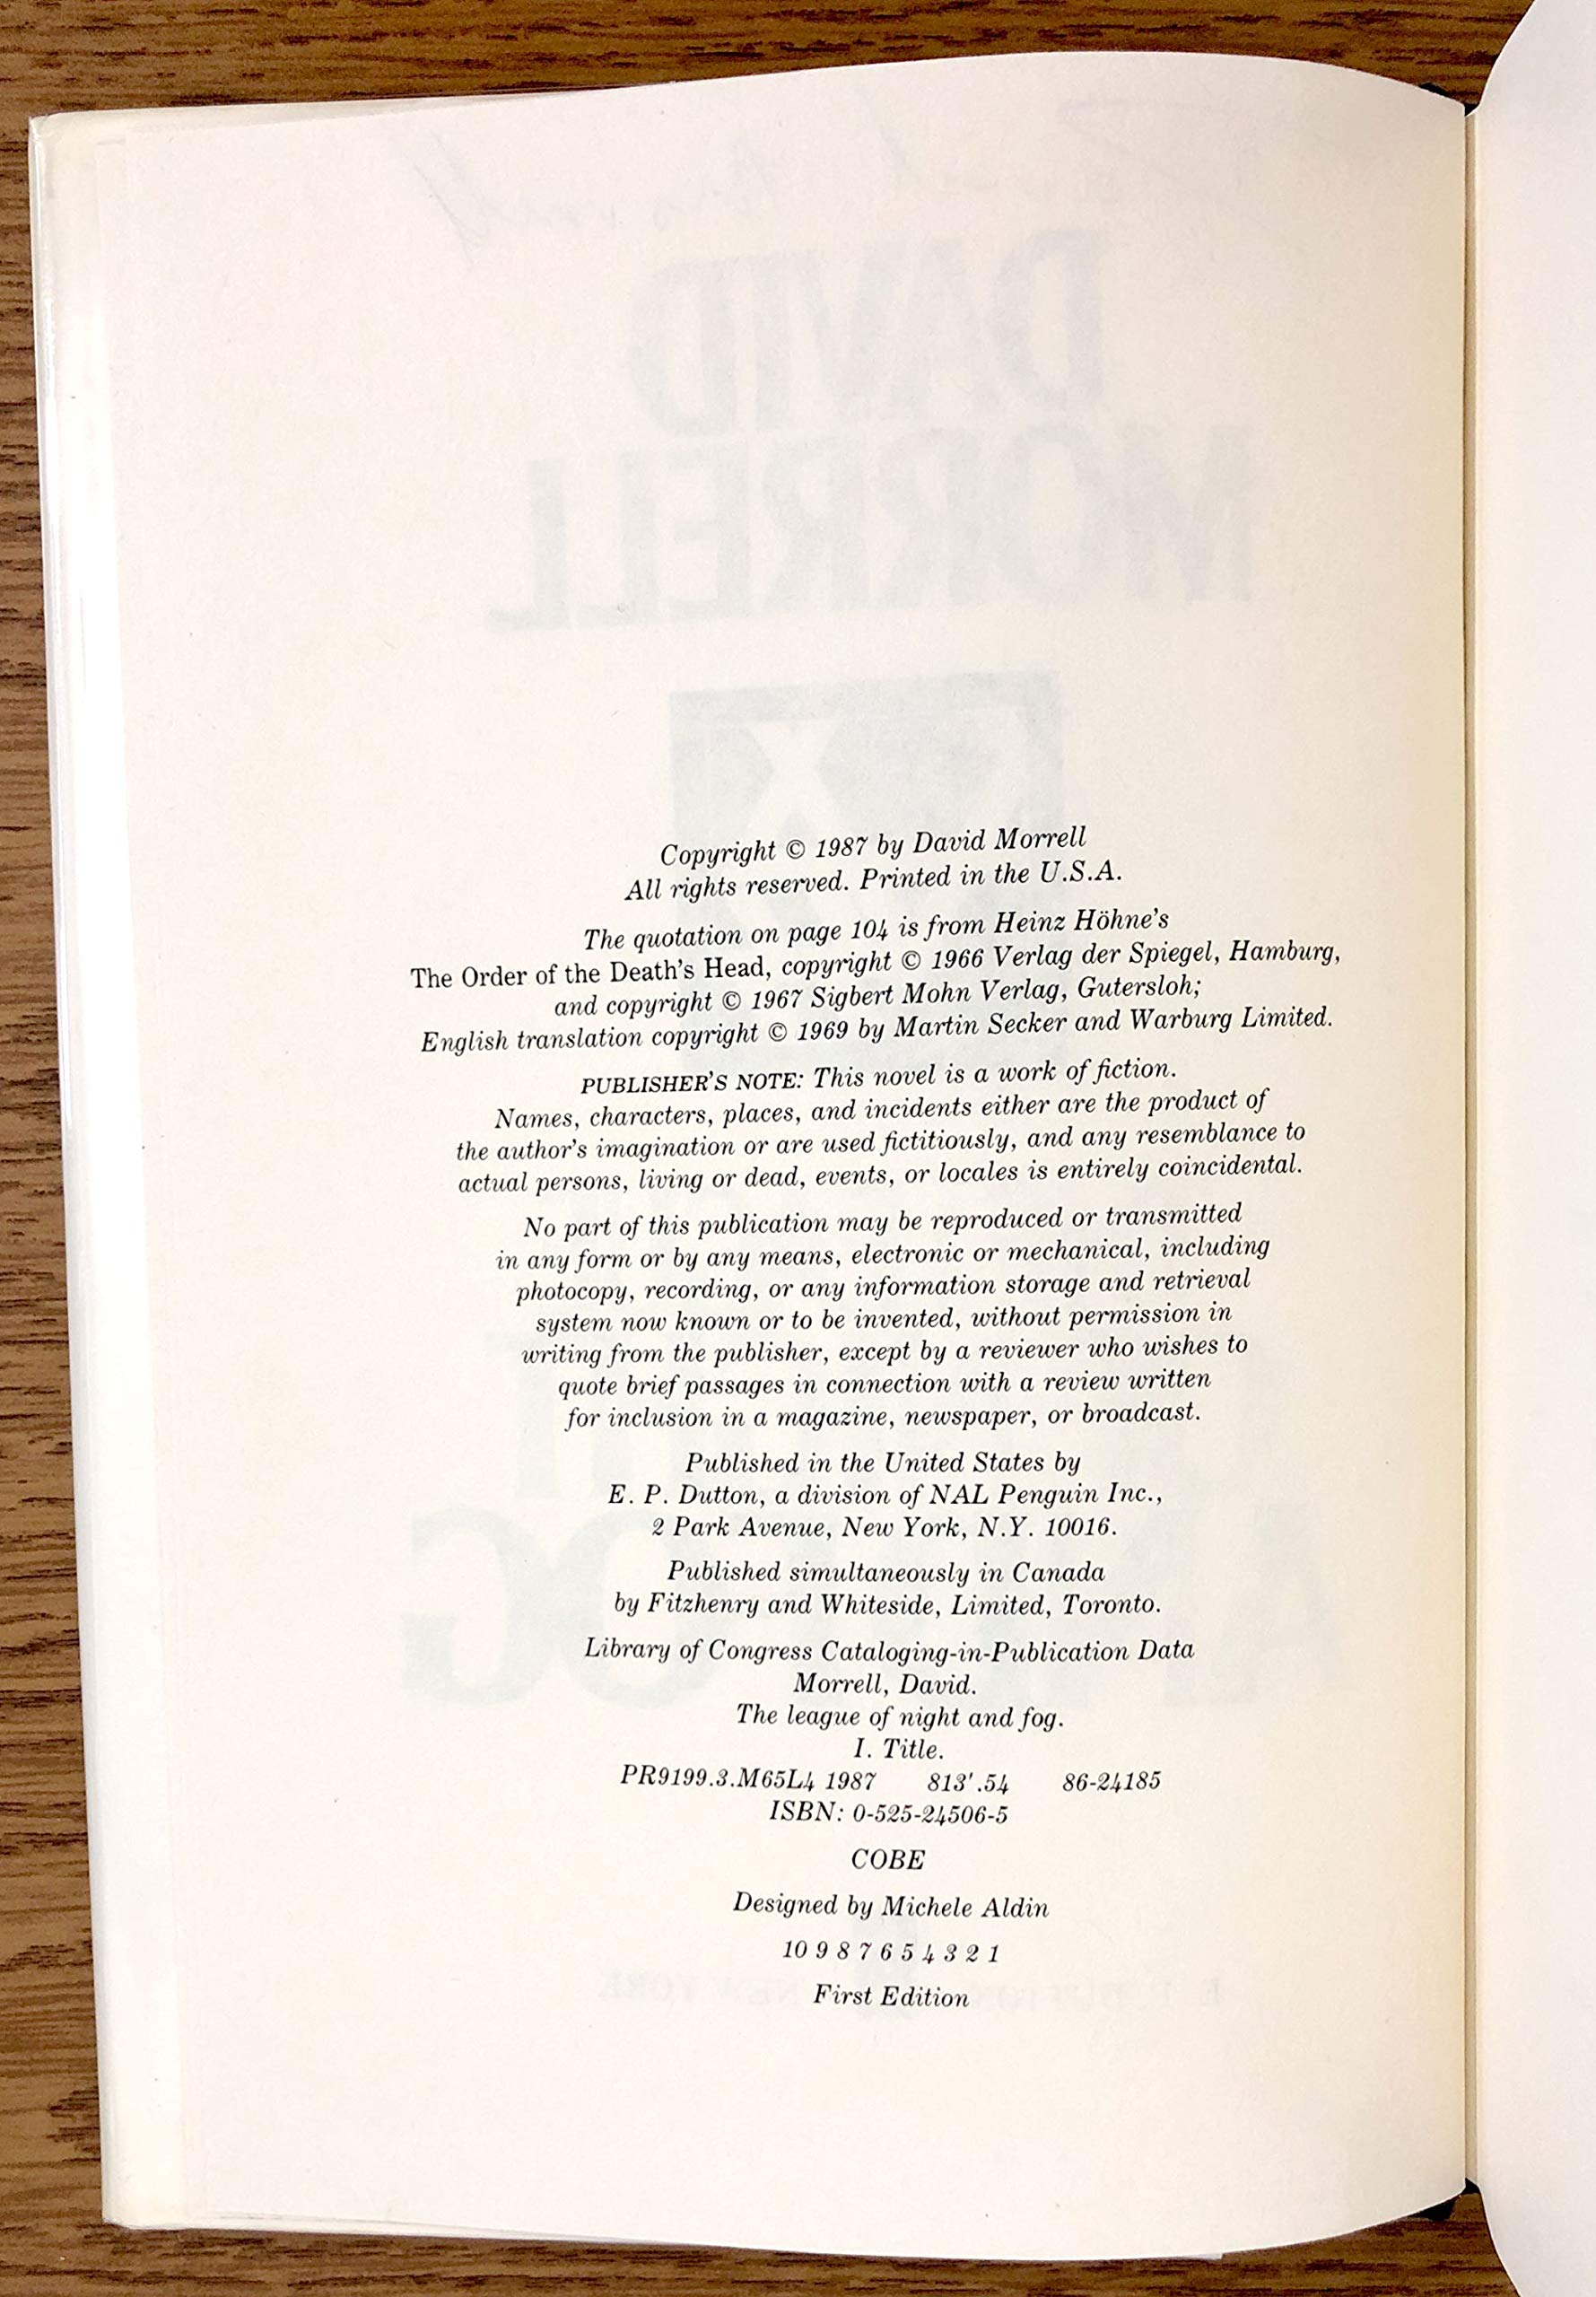 Copyright © 1987 by David Morrell
All rights reserved. Printed in the U.S.A.
The quotation on page 104 is from Heinz Höhne's
The Order of the Death's Head, copyright © 1966 Verlag der Spiegel, Hamburg,
and copyright © 1967 Sigbert Mohn Verlag, Gutersloh;
English translation copyright © 1969 by Martin Secker and Warburg Limited.
PUBLISHER'S NOTE: This novel is a work of fiction.
Names, characters, places, and incidents either are the product of
the author's imagination or are used fictitiously, and any resemblance to
actual persons, living or dead, events, or locales is entirely coincidental.
No part of this publication may be reproduced or transmitted
in any form or by any means, electronic or mechanical, including
photocopy, recording, or any information storage and retrieval
system now known or to be invented, without permission in
writing from the publisher, except by a reviewer who wishes to
quote brief passages in connection with a review written
for inclusion in a magazine, newspaper, or broadcast.
Published in the United States by
E. P. Dutton, a division of NAL Penguin Inc.,
2 Park Avenue, New York, N.Y. 10016.
Published simultaneously in Canada
by Fitzhenry and Whiteside, Limited, Toronto.
Library of Congress Cataloging-in-Publication Data
Morrell, David.
The league of night and fog.
I. Title.
PR9199.3.M65L4 1987 813'.54 86-24185
ISBN: 0-525-24506-5
COBE
Designed by Michele Aldin
10 9 8 7 6 5 4 3 2 1
First Edition